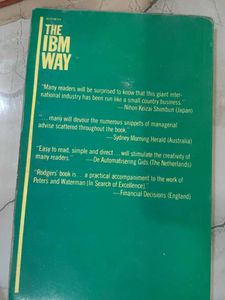 THE
IBM
WAY
"Many readers will be surprised to know that this giant inter-
national industry has been run like a small country business."
—Nihon Keizai Shimbun (Japan)
"... many will devour the numerous snippets of managerial
advise scattered throughout the book."
—Sydney Morning Herald (Australia)
"Easy to read, simple and direct ... will stimulate the creativity of
many readers." —De Automatisering Gids (The Netherlands)
"Rodgers' book is ... a practical accompaniment to the work of
Peters and Waterman (In Search of Excellence)."
—Financial Decisions (England)